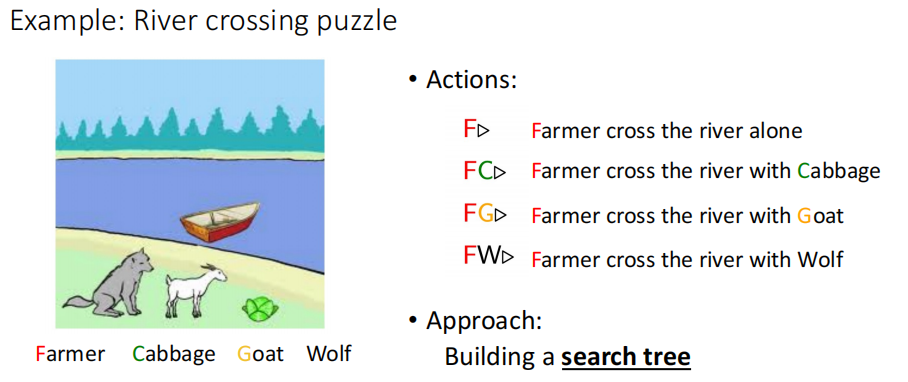 Example: River crossing puzzle
• Actions:
F▷ Farmer cross the river alone
FC▷ Farmer cross the river with Cabbage
FG▷ Farmer cross the river with Goat
FW▷ Farmer cross the river with Wolf
• Approach:
Building a search tree
Farmer Cabbage Goat Wolf